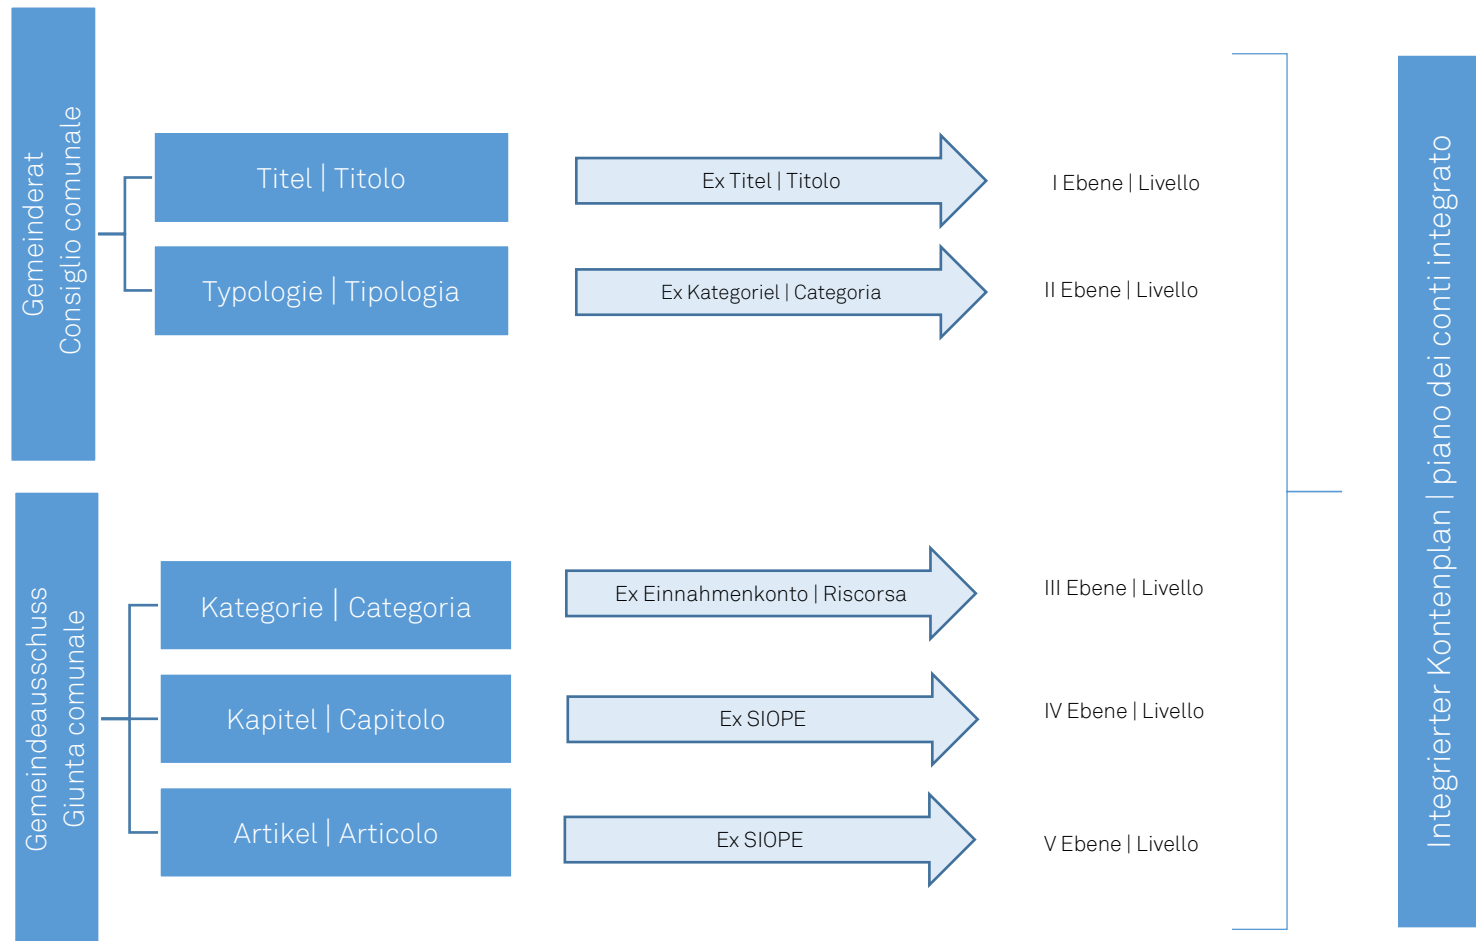 Gemeinderat
Consiglio comunale
Titel | Titolo
Ex Titel | Titolo
I Ebene | Livello
Typologie | Tipologia
Ex Kategoriel | Categoria
II Ebene | Livello
Gemeindeausschuss
Giunta comunale
Kategorie | Categoria
Ex Einnahmenkonto | Riscorsa
III Ebene | Livello
Kapitel | Capitolo
Ex SIOPE
IV Ebene | Livello
Artikel | Articolo
Ex SIOPE
V Ebene | Livello
Integrierter Kontenplan | piano dei conti integrato